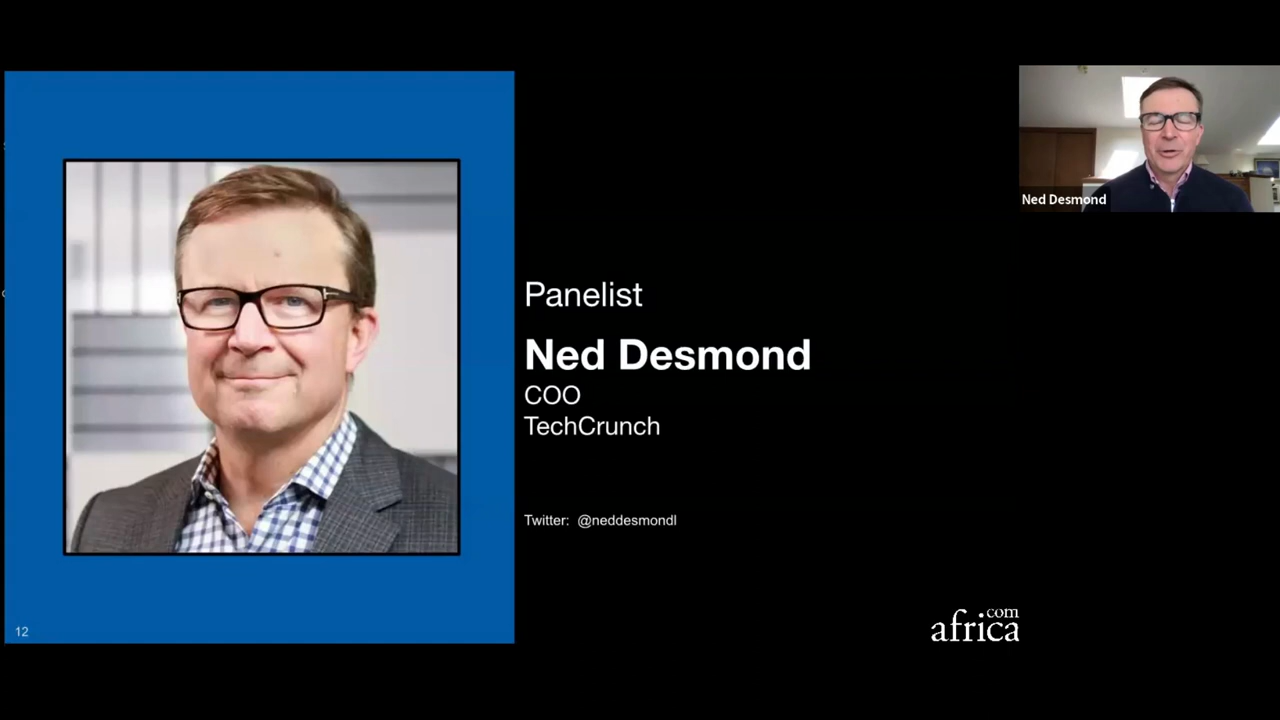 Panelist
Ned Desmond
COO
TechCrunch
Twitter: @neddesmondl
12
com
africa
Ned Desmond